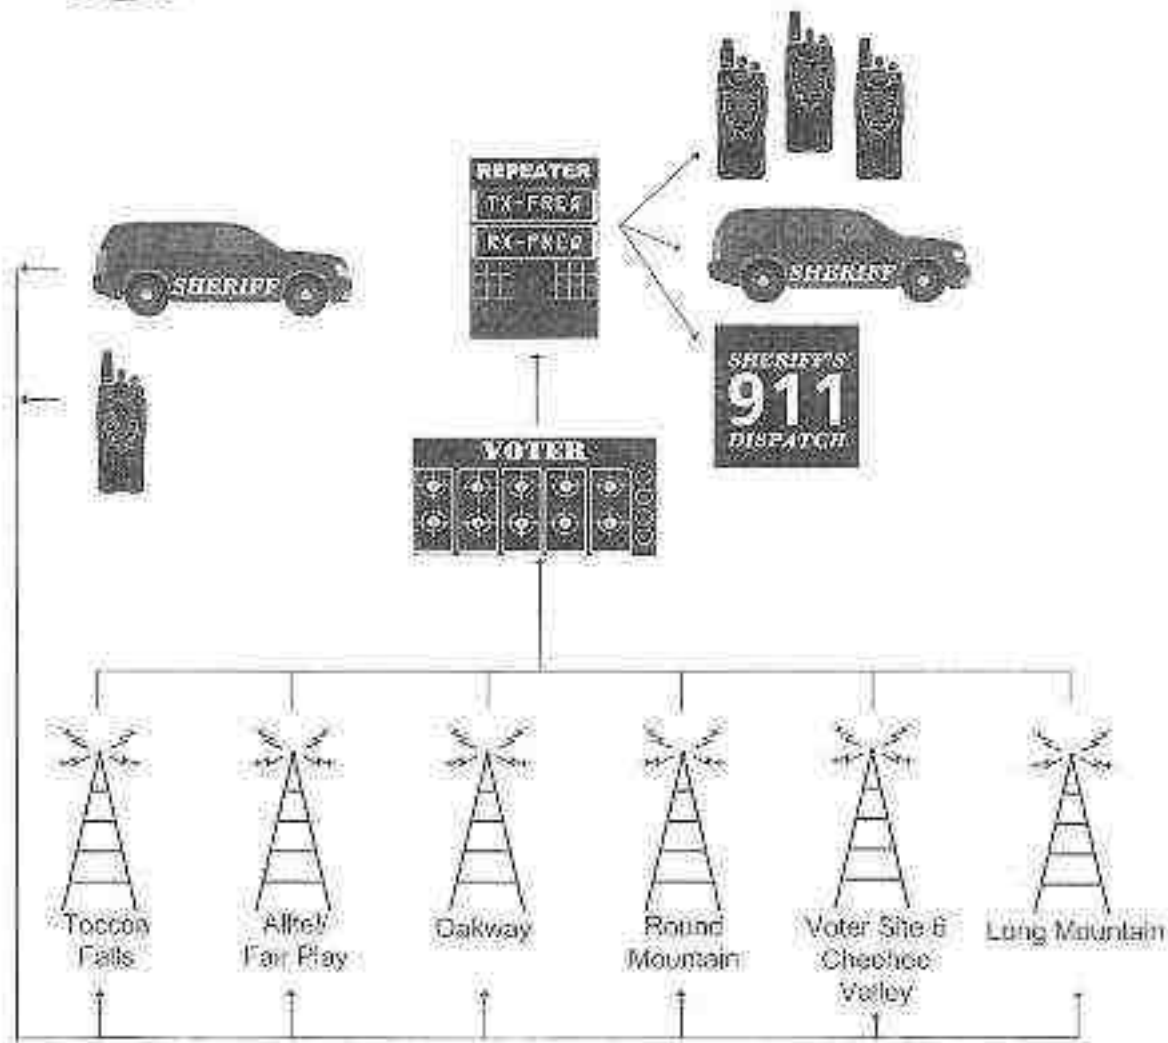 REPEATER
TX-FREQ
RX-FREQ
SHERIFF
SHERIFF
SHERIFF'S
911
DISPATCH
VOTER
Toccoa
Falls
Alltel/
Fair Play
Oakway
Round
Mountain
Voter Site 6
Valley
Long Mountain